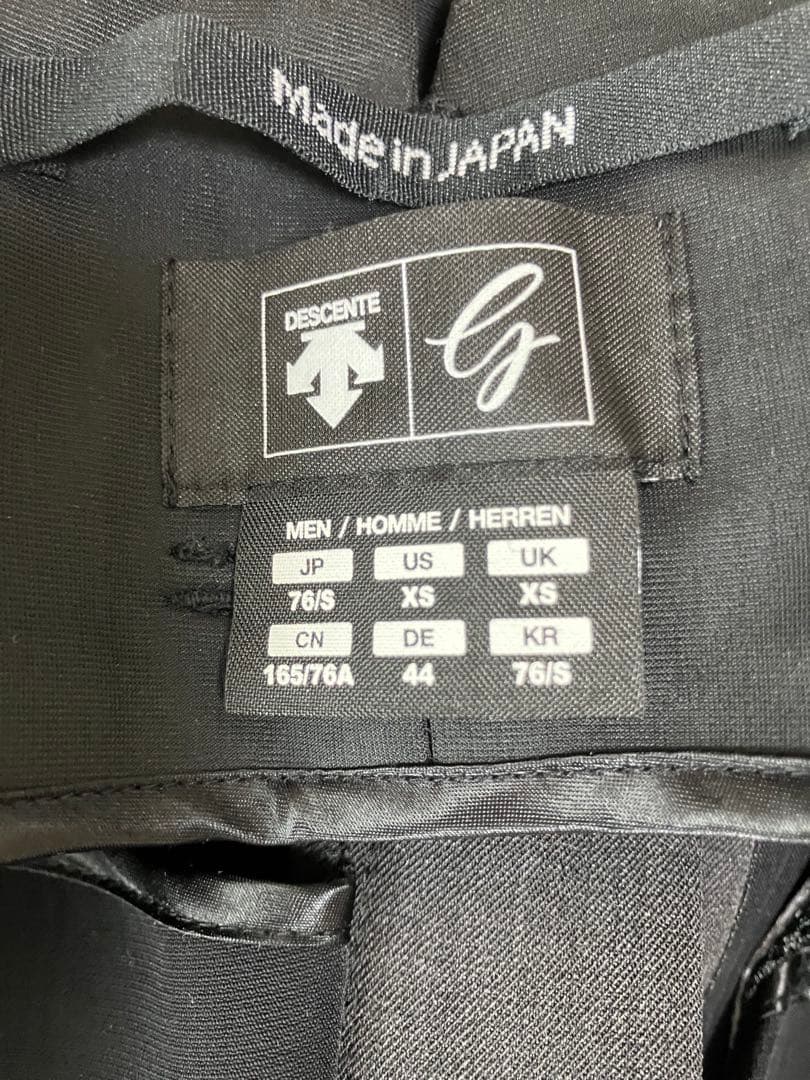 Made in JAPAN
DESCENTE
G
MEN / HOMME / HERREN
JP US UK
76/S XS XS
CN DE KR
165/76A 44 76/S